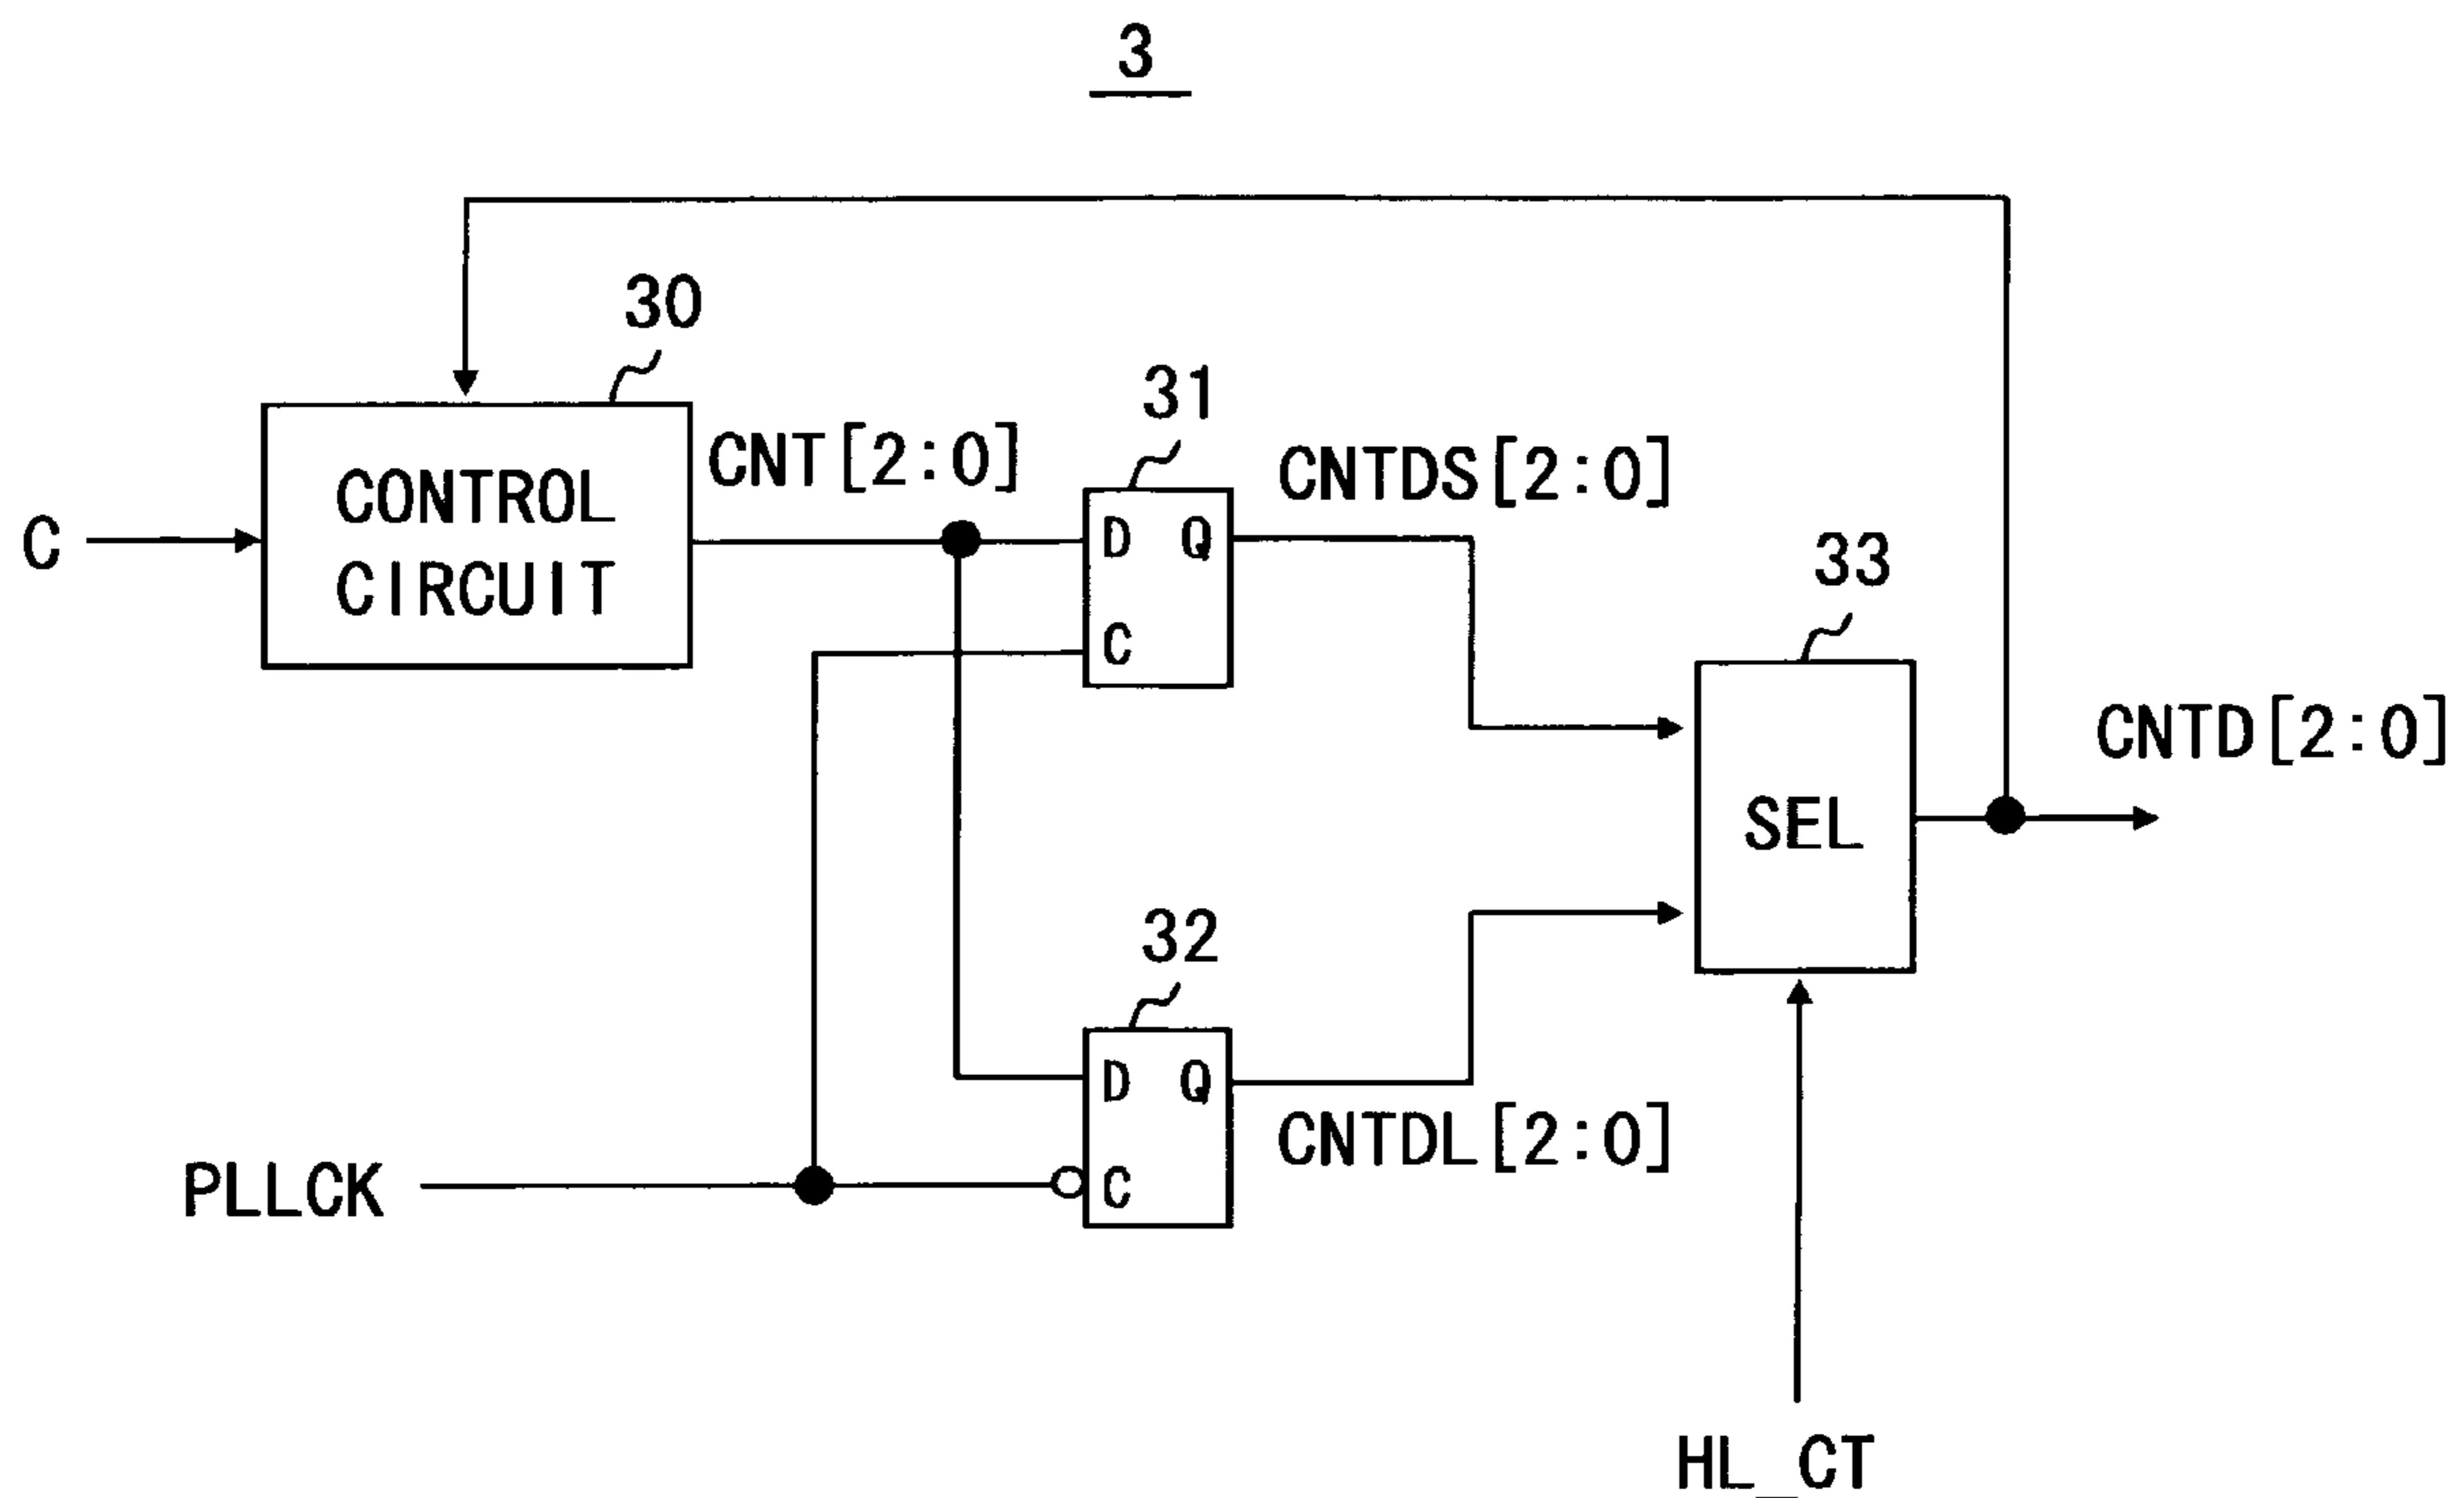 3
30
CONTROL
CIRCUIT
C
CNT[2:0]
31
D Q
C
CNTDS[2:0]
33
SEL
CNTD[2:0]
32
D Q
C
CNTDL[2:0]
PLLCK
HL_CT